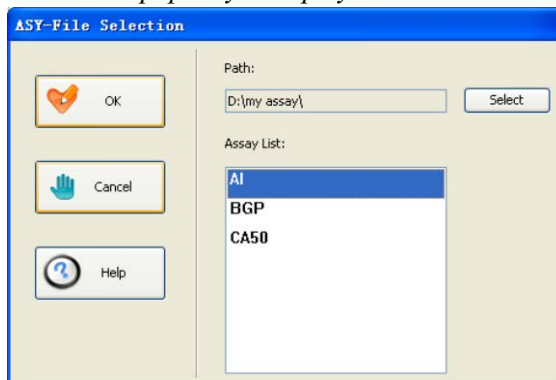 ASY-File Selection
OK
Cancel
Help
Path:
D:\my assay\
Select
Assay List:
AI
BGP
CA50